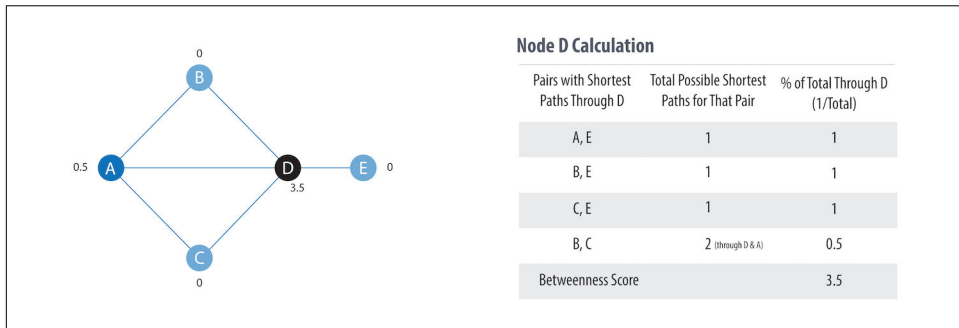 0
B
0.5
A
D
E
0
3.5
C
0
Node D Calculation
Pairs with Shortest Paths Through D
Total Possible Shortest Paths for That Pair
% of Total Through D (1/Total)
A, E 1 1
B, E 1 1
C, E 1 1
B, C 2 (through D & A) 0.5
Betweenness Score 3.5